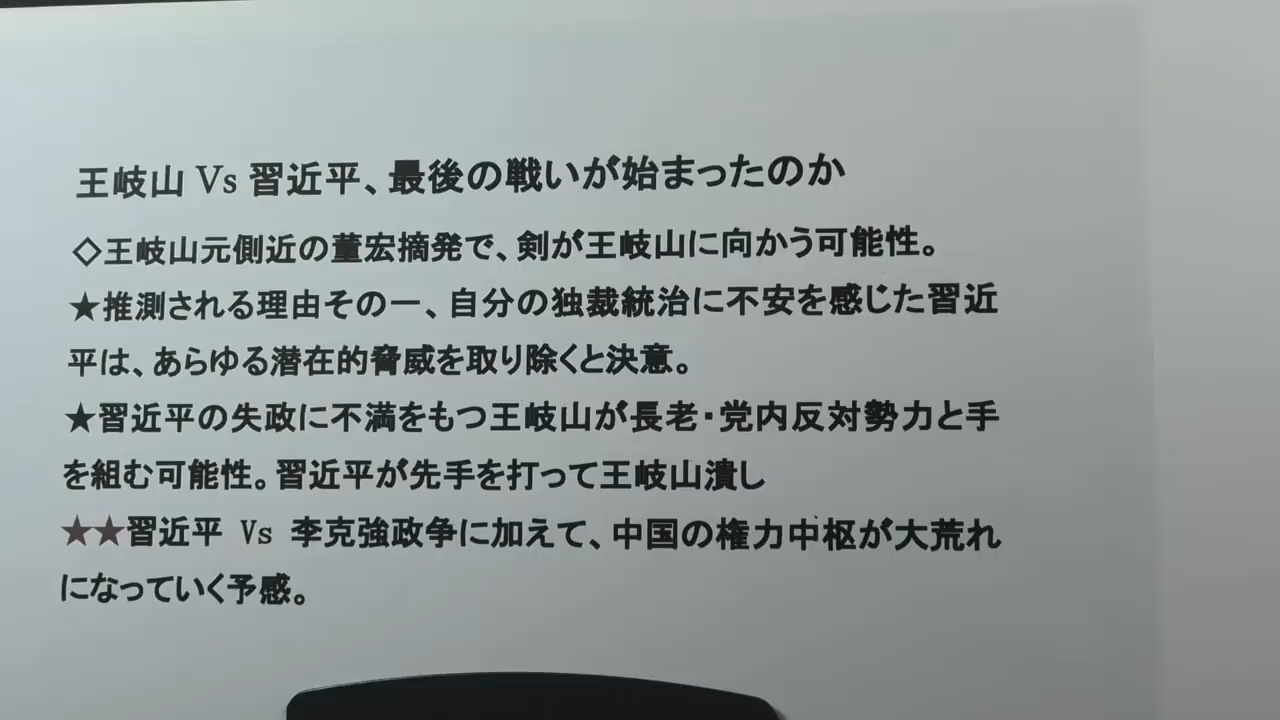 王岐山 Vs 習近平、最後の戦いが始まったのか
◇王岐山元側近の董宏摘発で、剣が王岐山に向かう可能性。
★推測される理由その一、自分の独裁統治に不安を感じた習近
平は、あらゆる潜在的脅威を取り除くと決意。
★習近平の失政に不満をもつ王岐山が長老・党内反対勢力と手
を組む可能性。習近平が先手を打って王岐山潰し
★★習近平 Vs 李克強政争に加えて、中国の権力中枢が大荒れ
になっていく予感。